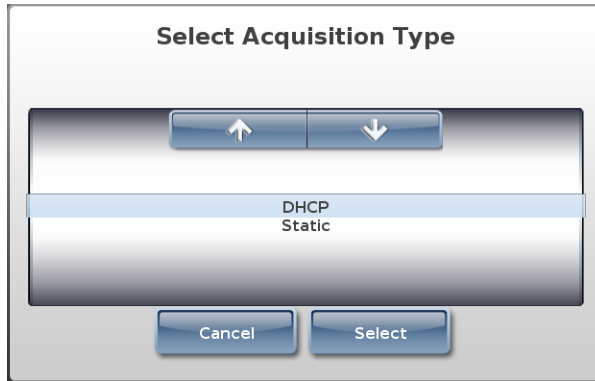 Select Acquisition Type
DHCP
Static
Cancel
Select